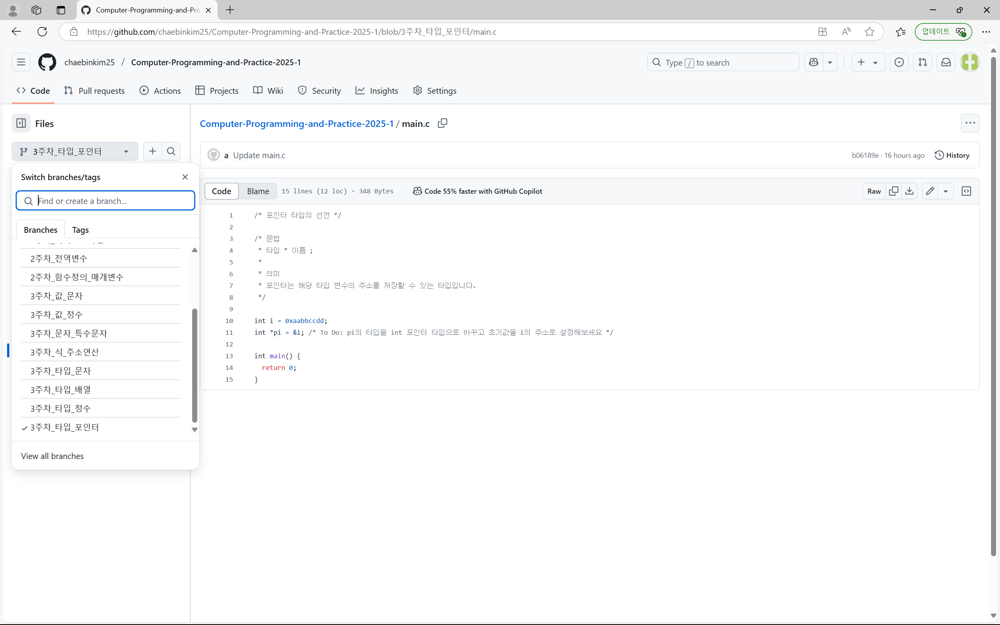 Computer-Programming-and-Pra
https://github.com/chaebinkim25/Computer-Programming-and-Practice-2025-1/blob/3주차_타입_포인터/main.c
업데이트
chaebinkim25 / Computer-Programming-and-Practice-2025-1
Type / to search
Code Pull requests Actions Projects Wiki Security Insights Settings
Files
Computer-Programming-and-Practice-2025-1 / main.c
3주차_타입_포인터
a Update main.c
b06189e · 16 hours ago History
Switch branches/tags
Find or create a branch...
Branches Tags
2주차_전역변수
2주차_함수정의_매개변수
3주차_값_문자
3주차_값_정수
3주차_문자_특수문자
3주차_식_주소연산
3주차_타입_문자
3주차_타입_배열
3주차_타입_정수
3주차_타입_포인터
View all branches
Code Blame 15 lines (12 loc) · 348 Bytes Code 55% faster with GitHub Copilot Raw
1 /* 포인터 타입의 선언 */
2
3 /* 문법
4 * 타입 * 이름 ;
5 *
6 * 의미
7 * 포인터는 해당 타입 변수의 주소를 저장할 수 있는 타입입니다.
8 */
9
10 int i = 0xaabbccdd;
11 int *pi = &i; /* To Do: pi의 타입을 int 포인터 타입으로 바꾸고 초기값을 i의 주소로 설정해보세요 */
12
13 int main() {
14 return 0;
15 }